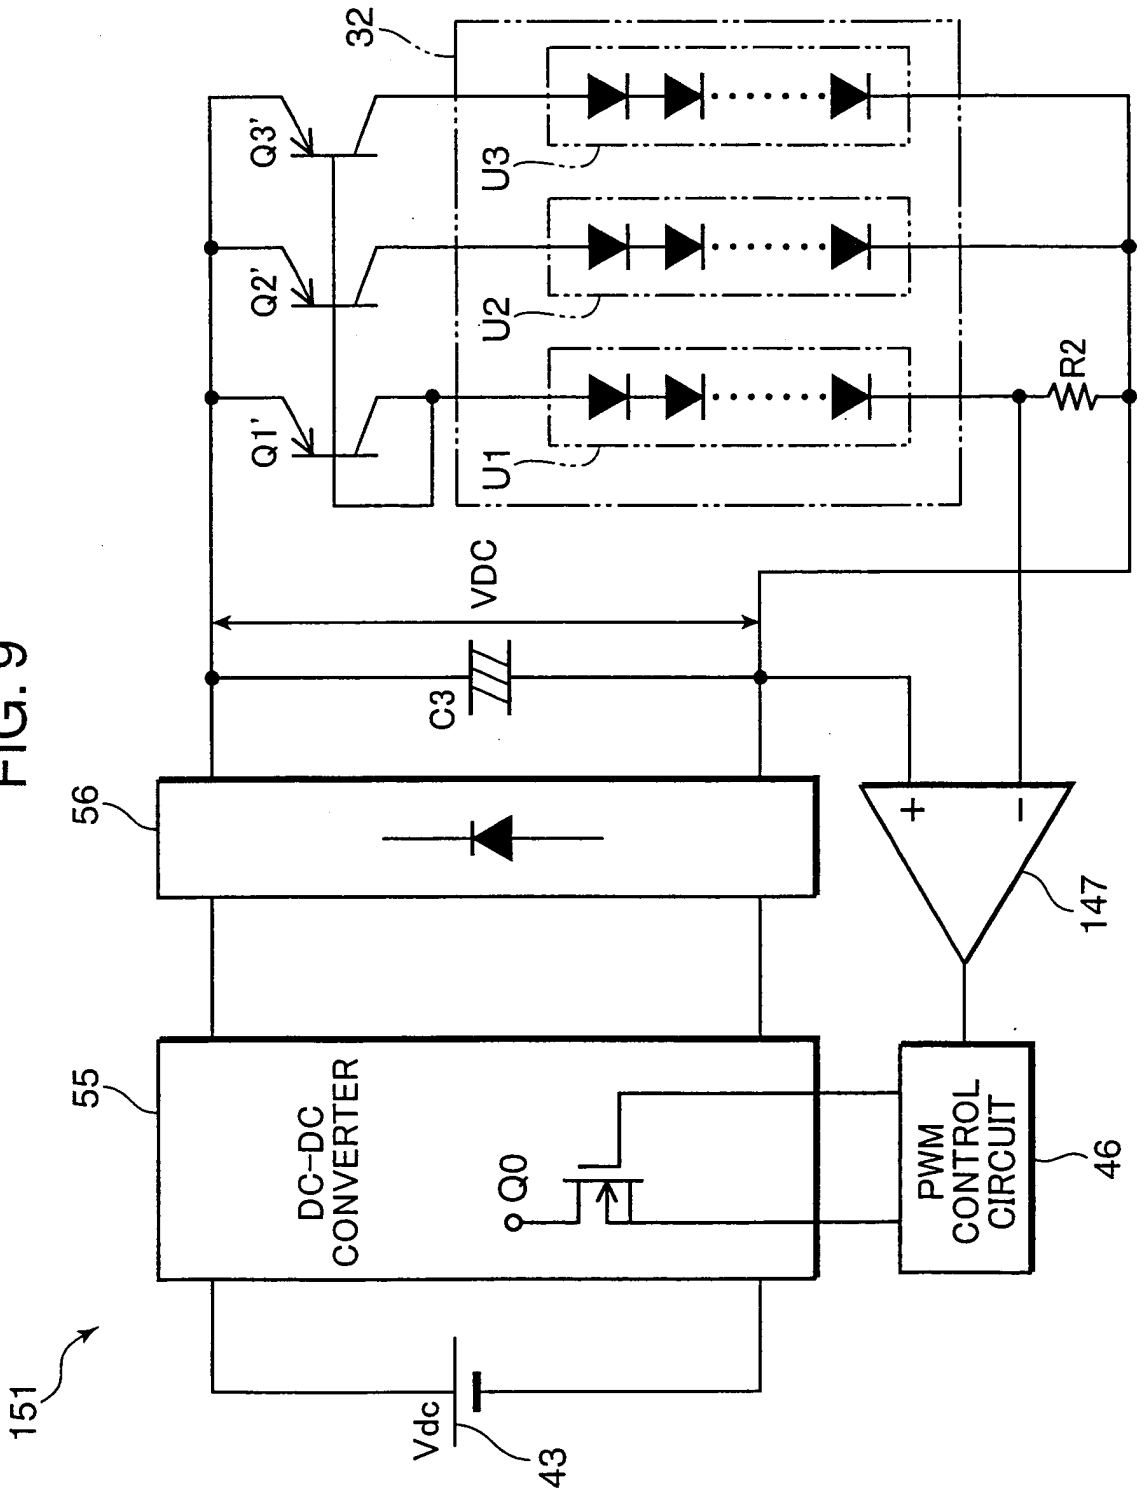 FIG. 9
151
Vdc
43
55
DC-DC
CONVERTER
Q0
PWM
CONTROL
CIRCUIT
46
56
147
+
−
C3
VDC
Q1'
Q2'
Q3'
32
U1
U2
U3
R2